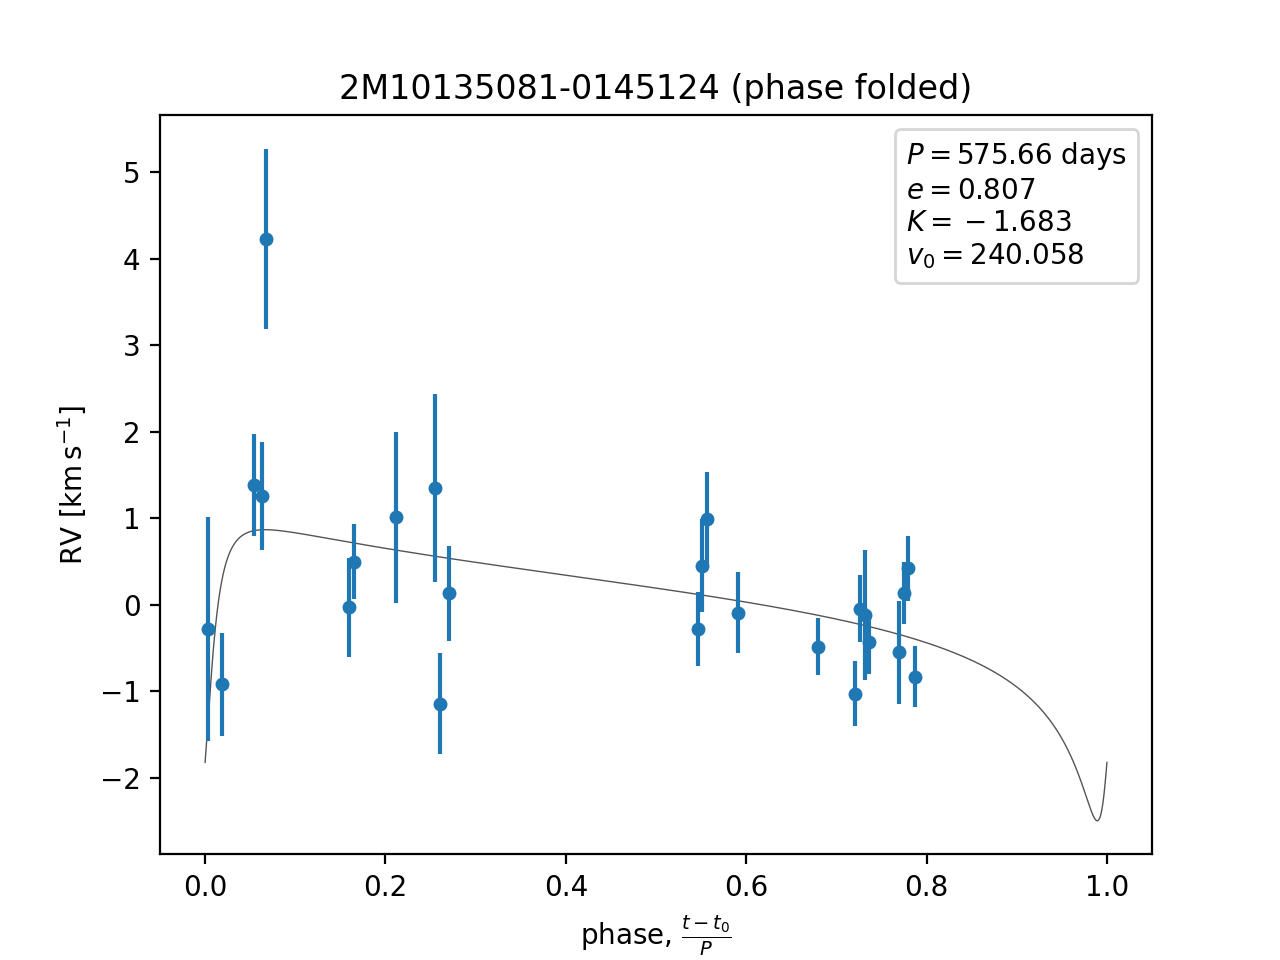 2M10135081-0145124 (phase folded)
P = 575.66 days
e = 0.807
K = −1.683
v₀ = 240.058
RV [km s⁻¹]
5
4
3
2
1
0
−1
−2
0.0 0.2 0.4 0.6 0.8 1.0
phase, (t − t₀)/P